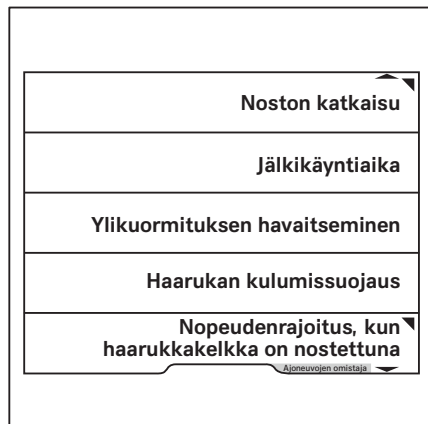 Noston katkaisu
Jälkikäyntiaika
Ylikuormituksen havaitseminen
Haarukan kulumissuojaus
Nopeudenrajoitus, kun
haarukkakelkka on nostettuna
Ajoneuvojen omistaja